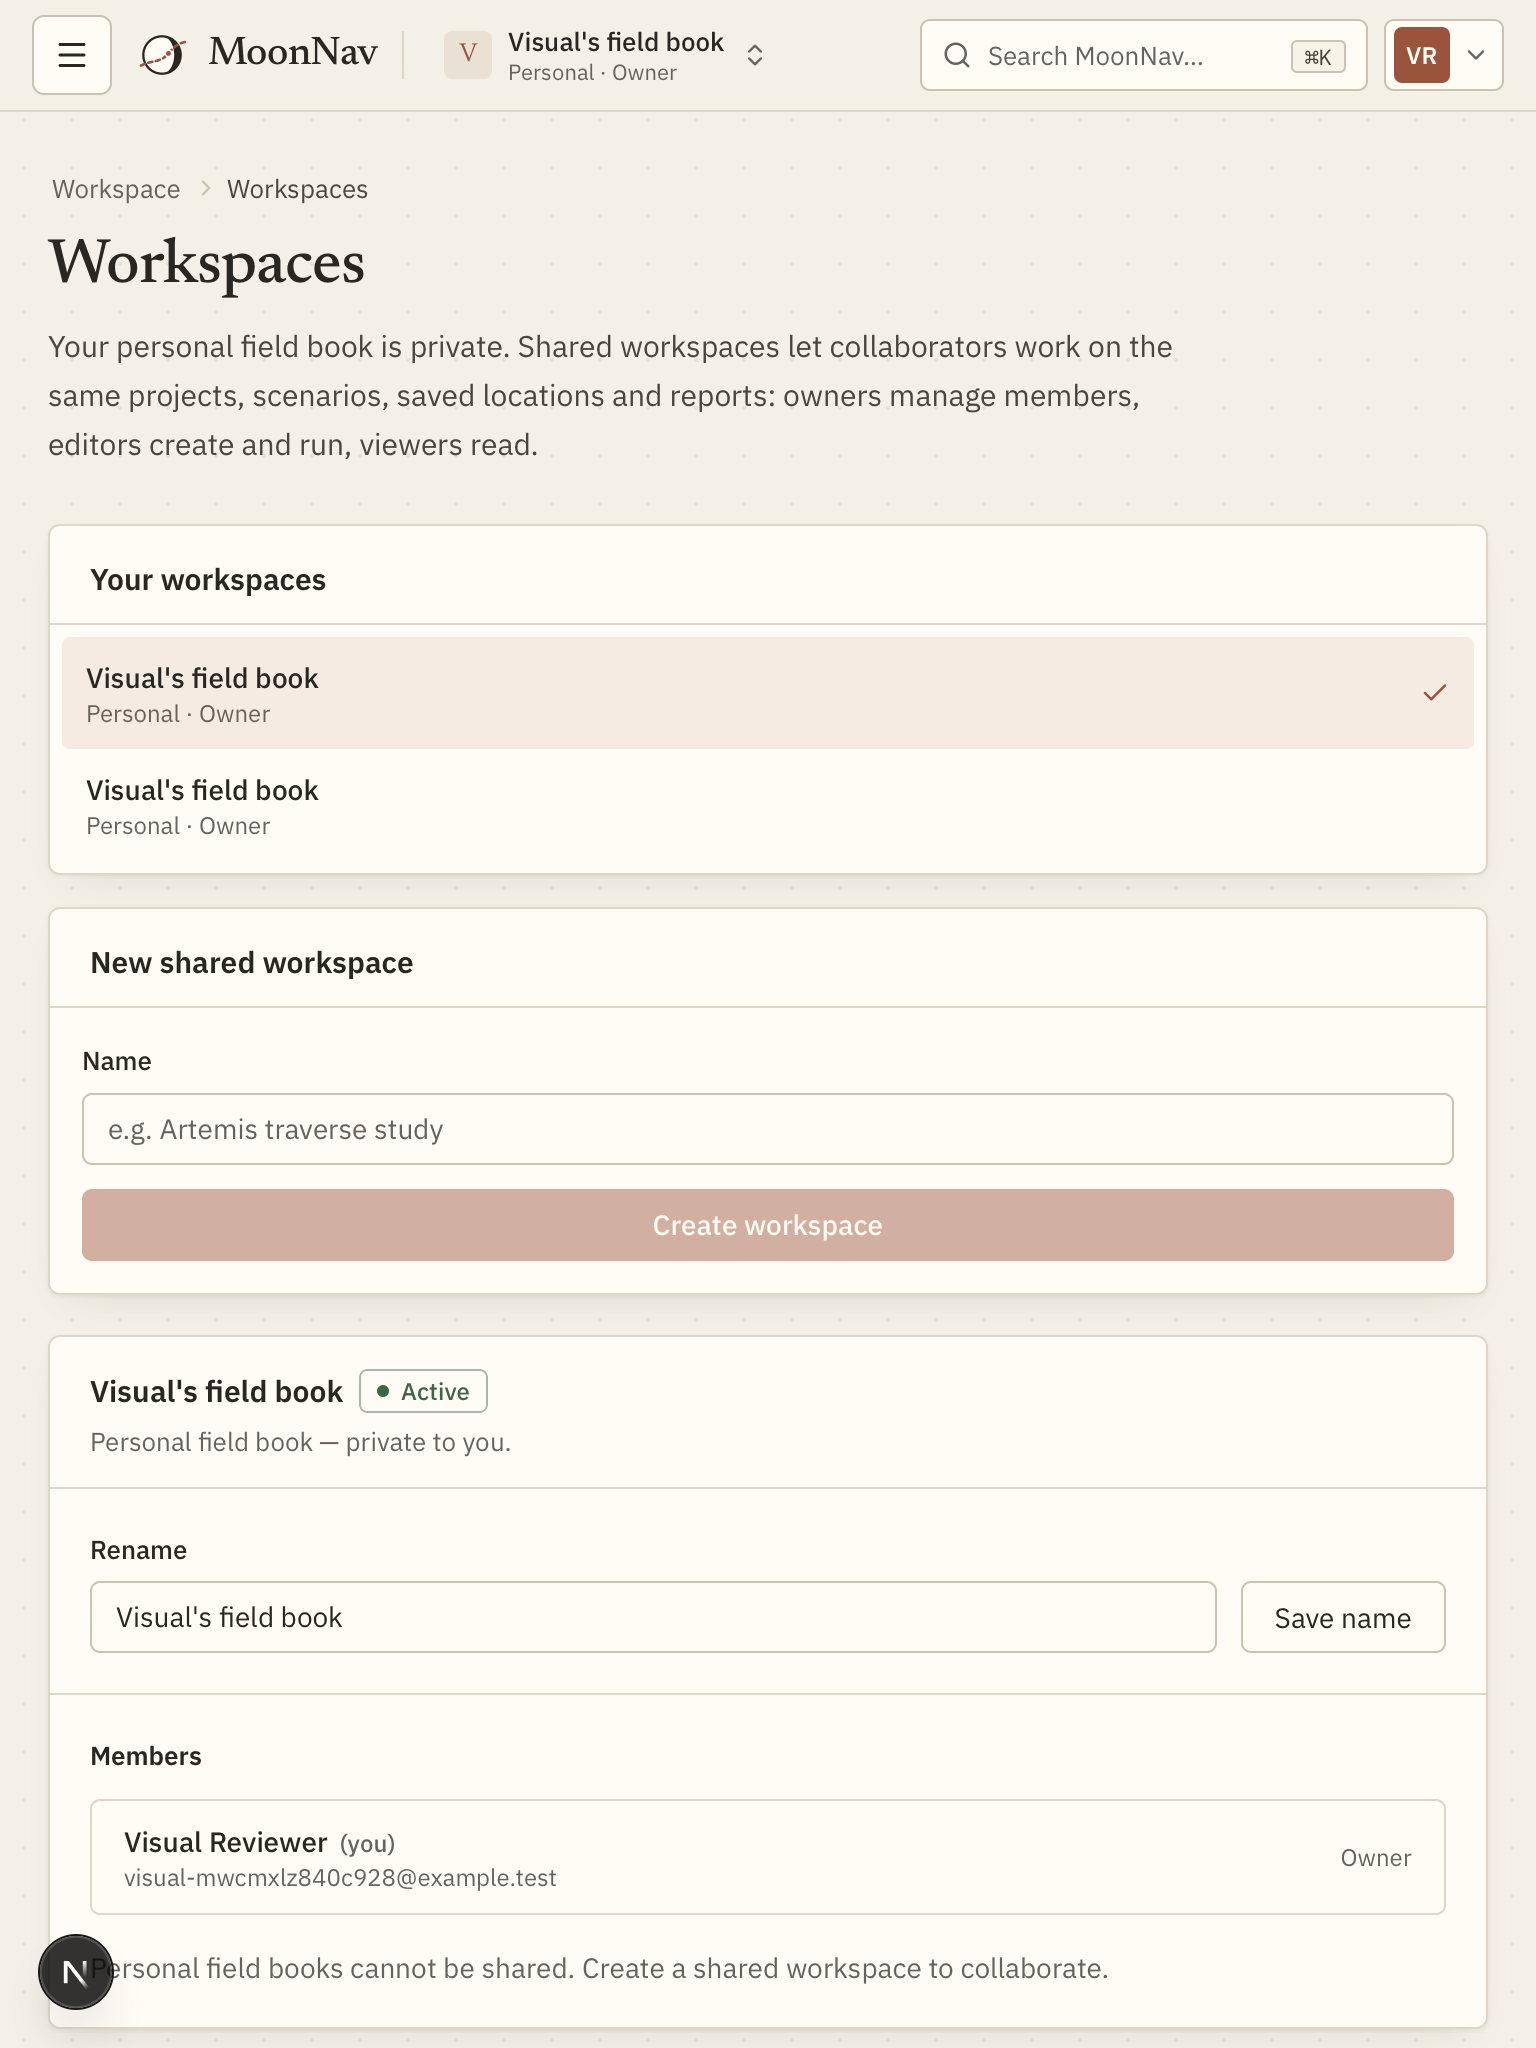 MoonNav
V
Visual's field book
Personal · Owner
Search MoonNav...
⌘K
VR
Workspace
Workspaces
Workspaces
Your personal field book is private. Shared workspaces let collaborators work on the
same projects, scenarios, saved locations and reports: owners manage members,
editors create and run, viewers read.
Your workspaces
Visual's field book
Personal · Owner
Visual's field book
Personal · Owner
New shared workspace
Name
e.g. Artemis traverse study
Create workspace
Visual's field book
Active
Personal field book — private to you.
Rename
Visual's field book
Save name
Members
Visual Reviewer (you)
visual-mwcmxlz840c928@example.test
Owner
N
Personal field books cannot be shared. Create a shared workspace to collaborate.